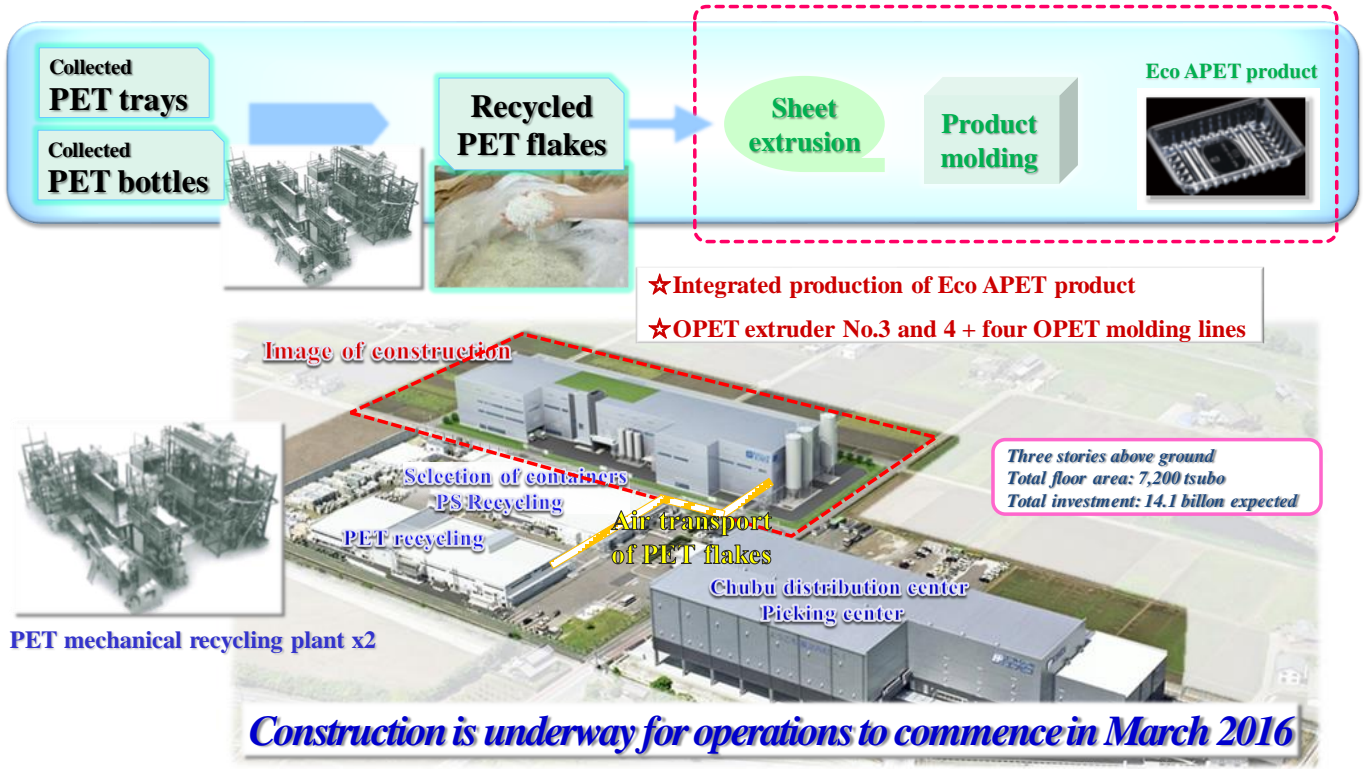 Collected
PET trays
Collected
PET bottles
Recycled
PET flakes
Sheet
extrusion
Product
molding
Eco APET product
☆Integrated production of Eco APET product
☆OPET extruder No.3 and 4 + four OPET molding lines
Image of construction
Three stories above ground
Total floor area: 7,200 tsubo
Total investment: 14.1 billon expected
Selection of containers
PS Recycling
PET recycling
Air transport
of PET flakes
Chubu distribution center
Picking center
PET mechanical recycling plant x2
Construction is underway for operations to commence in March 2016